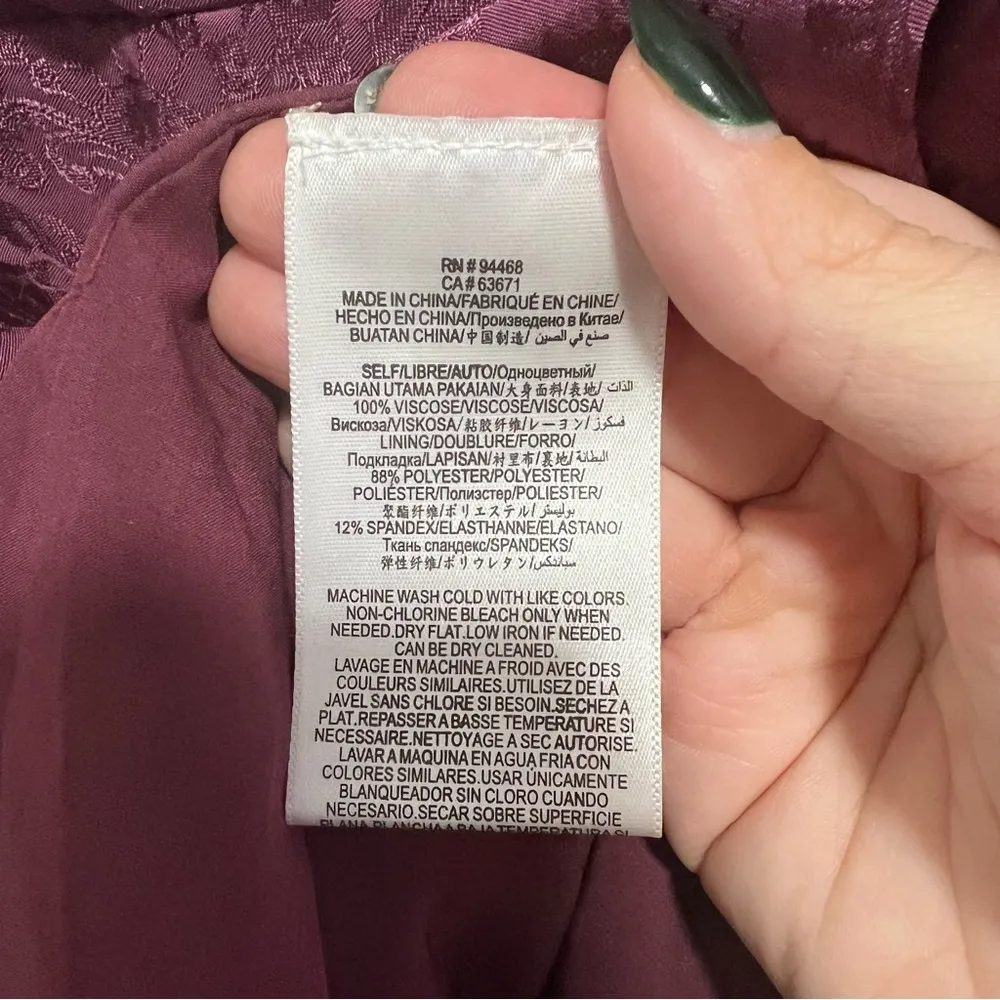 RN # 94468
CA# 63671
MADE IN CHINA/FABRIQUÉ EN CHINE/
HECHO EN CHINA/Произведено в Китае/
BUATAN CHINA/中国制造/ صنع في الصين
SELF/LIBRE/AUTO/Одноцветный/
BAGIAN UTAMA PAKAIAN/大身面料/表地/ الذات
100% VISCOSE/VISCOSE/VISCOSA/
Вискоза/VISKOSA/粘胶纤维/レーヨン/ فسكوز
LINING/DOUBLURE/FORRO/
Подкладка/LAPISAN/衬里布/裏地/ البطانة
88% POLYESTER/POLYESTER/
POLIÉSTER/Полиэстер/POLIESTER/
聚酯纤维/ポリエステル/ بوليستر
12% SPANDEX/ELASTHANNE/ELASTANO/
Ткань спандекс/SPANDEKS/
弹性纤维/ポリウレタン/ سباندكس
MACHINE WASH COLD WITH LIKE COLORS.
NON-CHLORINE BLEACH ONLY WHEN
NEEDED.DRY FLAT.LOW IRON IF NEEDED.
CAN BE DRY CLEANED.
LAVAGE EN MACHINE A FROID AVEC DES
COULEURS SIMILAIRES.UTILISEZ DE LA
JAVEL SANS CHLORE SI BESOIN.SECHEZ A
PLAT.REPASSER A BASSE TEMPERATURE SI
NECESSAIRE.NETTOYAGE A SEC AUTORISE.
LAVAR A MAQUINA EN AGUA FRIA CON
COLORES SIMILARES.USAR ÚNICAMENTE
BLANQUEADOR SIN CLORO CUANDO
NECESARIO.SECAR SOBRE SUPERFICIE
PLANA.PLANCHA A BAJA TEMPERATURA SI